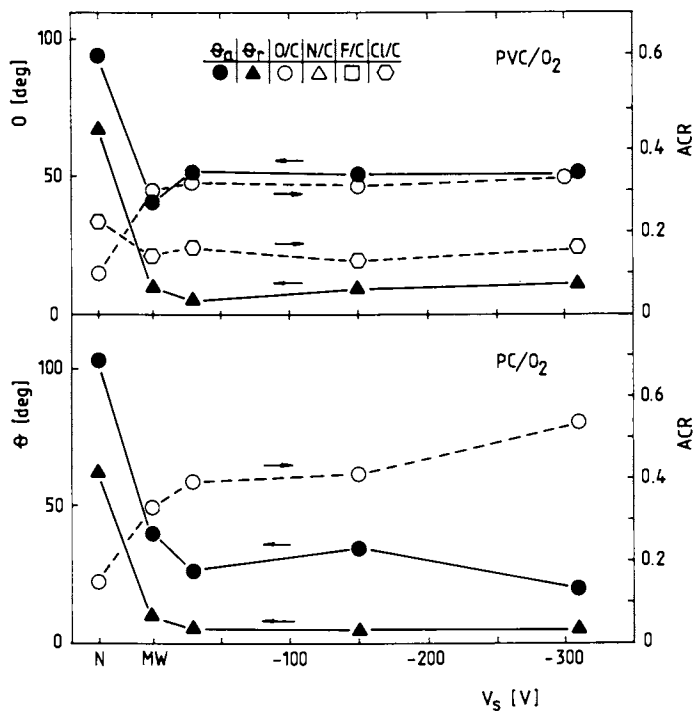 100
50
0
O [deg]
ϑa ϑr O/C N/C F/C Cl/C
PVC/O2
0.6
0.4
0.2
0
ACR
100
50
0
ϑ [deg]
PC/O2
0.6
0.4
0.2
0
ACR
N MW -100 -200 -300
Vs [V]